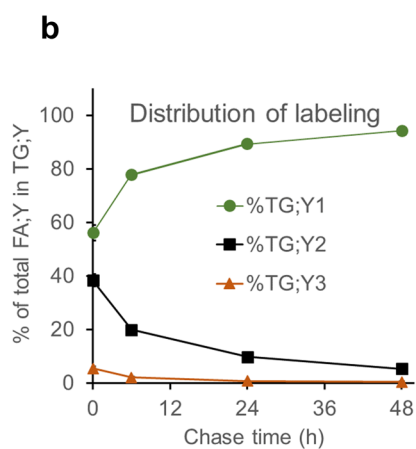 b
Distribution of labeling
% of total FA;Y in TG;Y
100
80
60
40
20
0
%TG;Y1
%TG;Y2
%TG;Y3
0 12 24 36 48
Chase time (h)